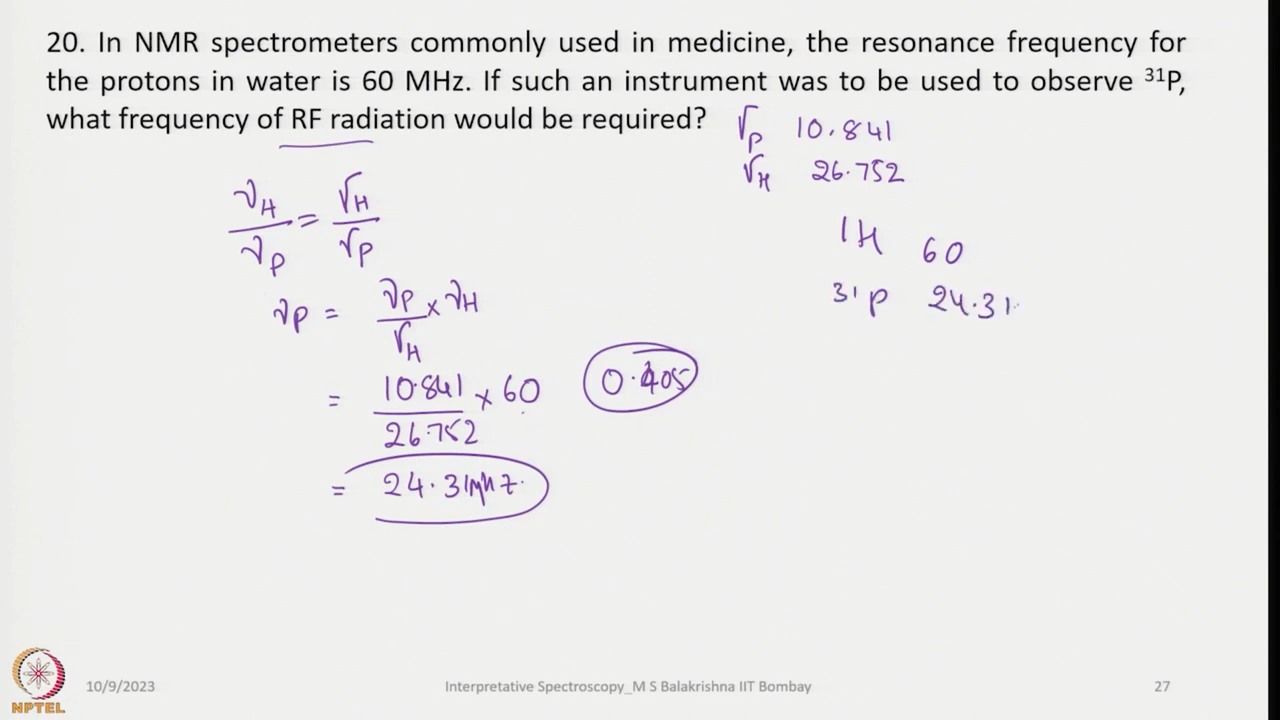 20. In NMR spectrometers commonly used in medicine, the resonance frequency for
the protons in water is 60 MHz. If such an instrument was to be used to observe ³¹P,
what frequency of RF radiation would be required?
γP 10.841
γH 26.752
νH / νP = γH / γP
1H 60
31P 24.31
νP = νP / γH × νH
= 10.841 / 26.752 × 60
0.405
= 24.31MHz.
NPTEL
10/9/2023
Interpretative Spectroscopy_M S Balakrishna IIT Bombay
27